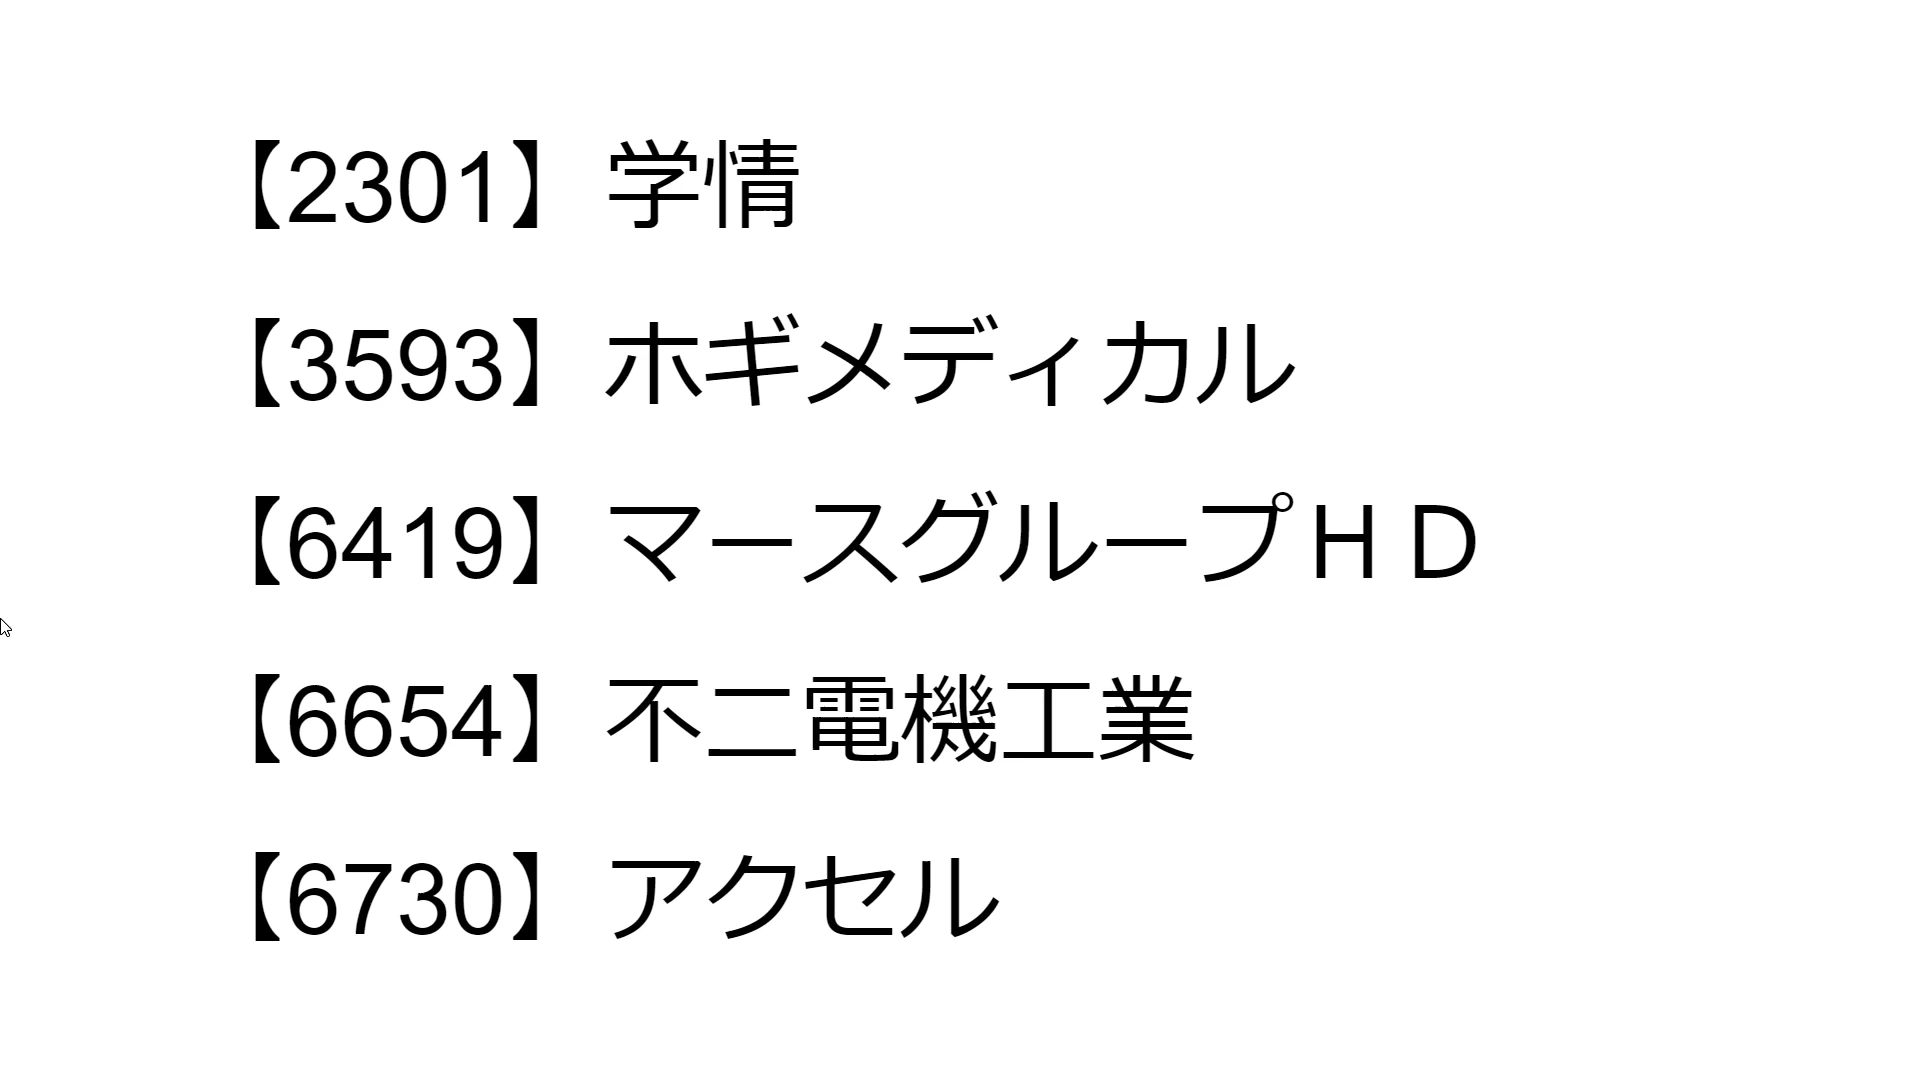 【2301】 学情
【3593】 ホギメディカル
【6419】 マースグループＨＤ
【6654】 不二電機工業
【6730】 アクセル